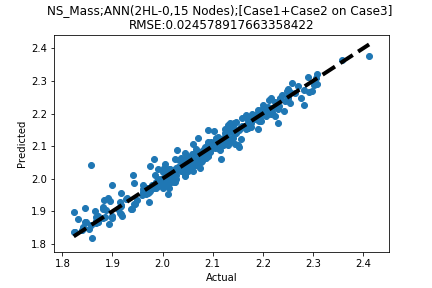 NS_Mass;ANN(2HL-0,15 Nodes);[Case1+Case2 on Case3]
RMSE:0.024578917663358422
2.4
2.3
2.2
2.1
2.0
1.9
1.8
Predicted
1.8 1.9 2.0 2.1 2.2 2.3 2.4
Actual